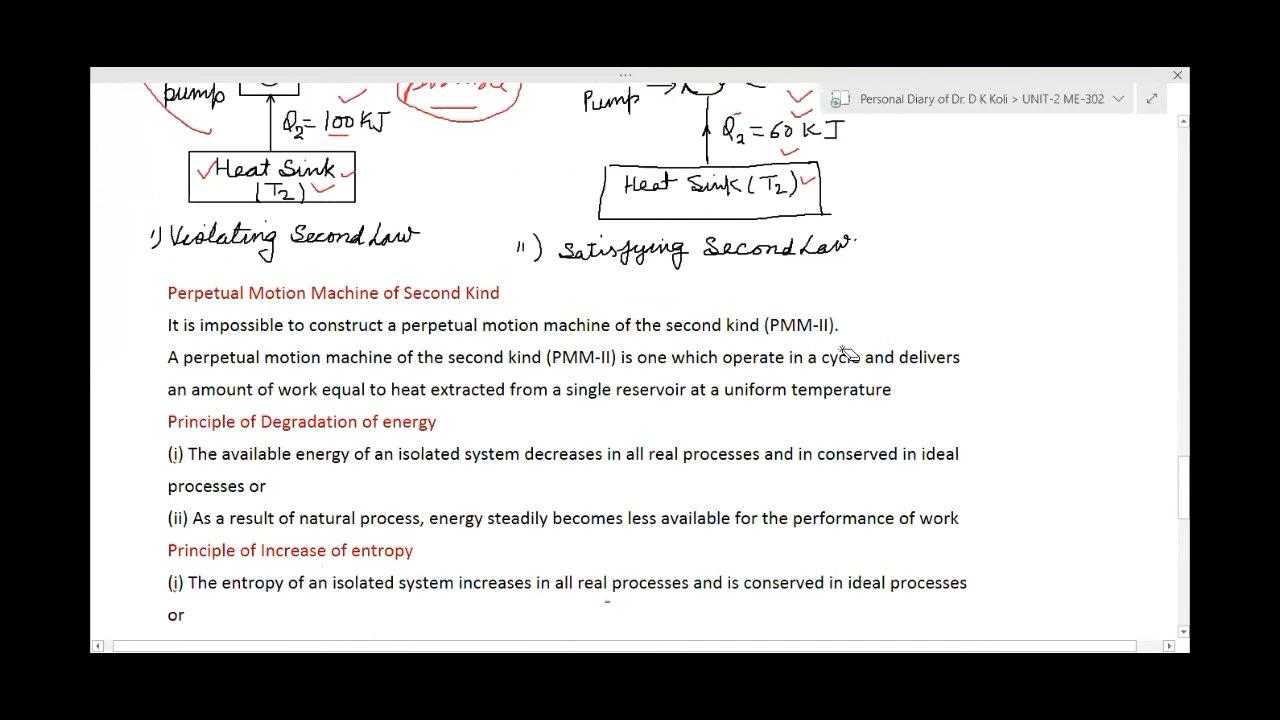 pump
Q2 = 100 KJ
Heat Sink
(T2)
1) Violating Second Law
Pump
Q2 = 60 KJ
Heat Sink (T2)
11) Satisfying Second Law
Personal Diary of Dr. D K Koli > UNIT-2 ME-302
Perpetual Motion Machine of Second Kind
It is impossible to construct a perpetual motion machine of the second kind (PMM-II).
A perpetual motion machine of the second kind (PMM-II) is one which operate in a cycle and delivers
an amount of work equal to heat extracted from a single reservoir at a uniform temperature
Principle of Degradation of energy
(i) The available energy of an isolated system decreases in all real processes and in conserved in ideal
processes or
(ii) As a result of natural process, energy steadily becomes less available for the performance of work
Principle of Increase of entropy
(i) The entropy of an isolated system increases in all real processes and is conserved in ideal processes
or